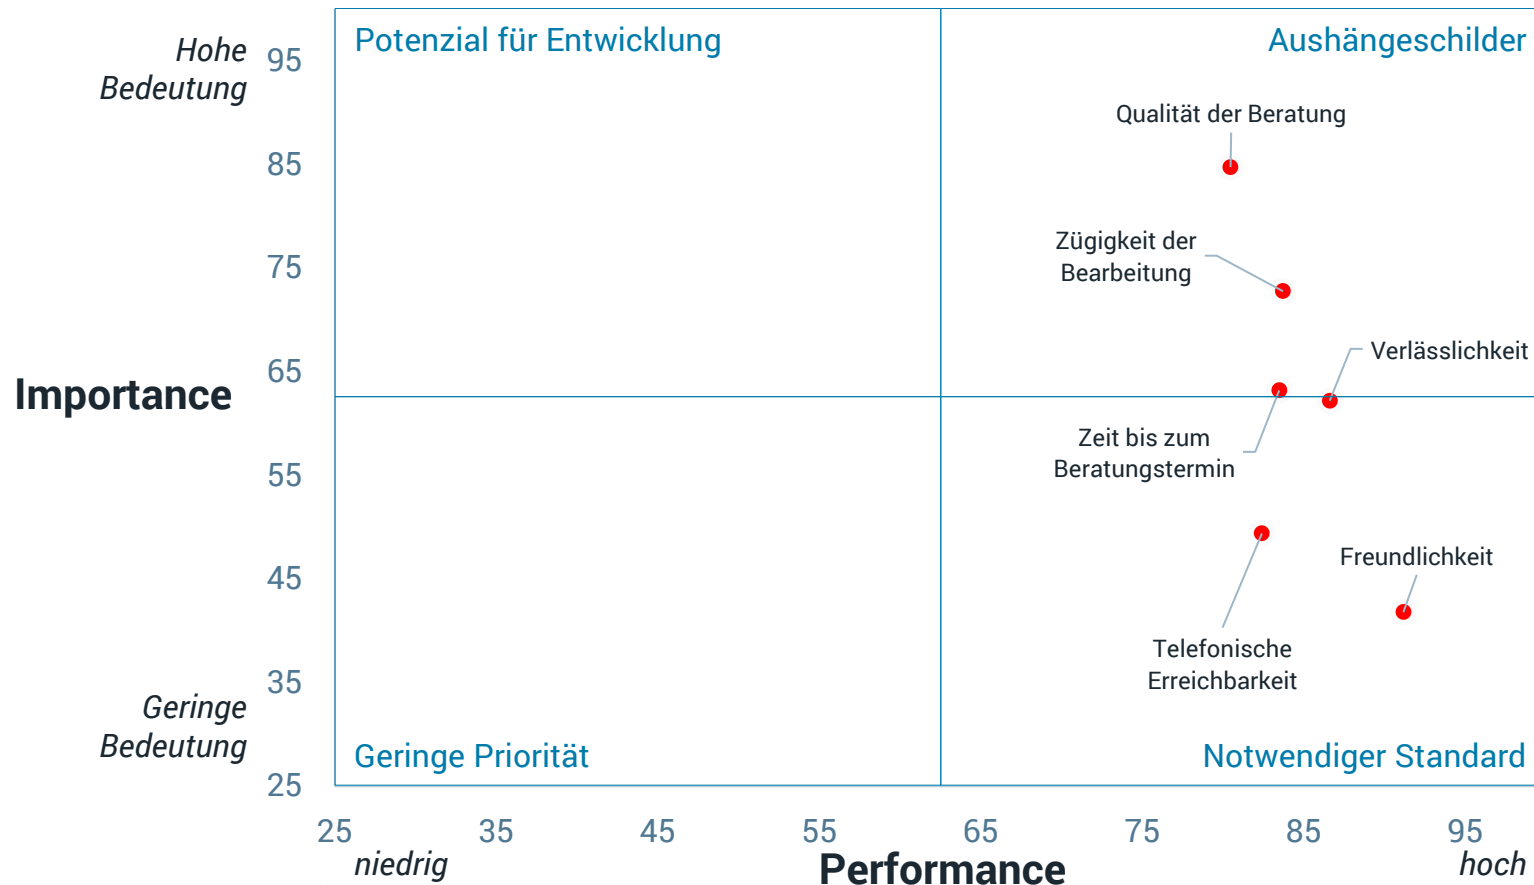 Potenzial für Entwicklung
Aushängeschilder
Hohe
Bedeutung
95
Qualität der Beratung
85
Zügigkeit der
Bearbeitung
75
Verlässlichkeit
65
Importance
Zeit bis zum
Beratungstermin
55
Freundlichkeit
45
Telefonische
Erreichbarkeit
35
Geringe
Bedeutung
Geringe Priorität
Notwendiger Standard
25
25 35 45 55 65 75 85 95
niedrig
Performance
hoch